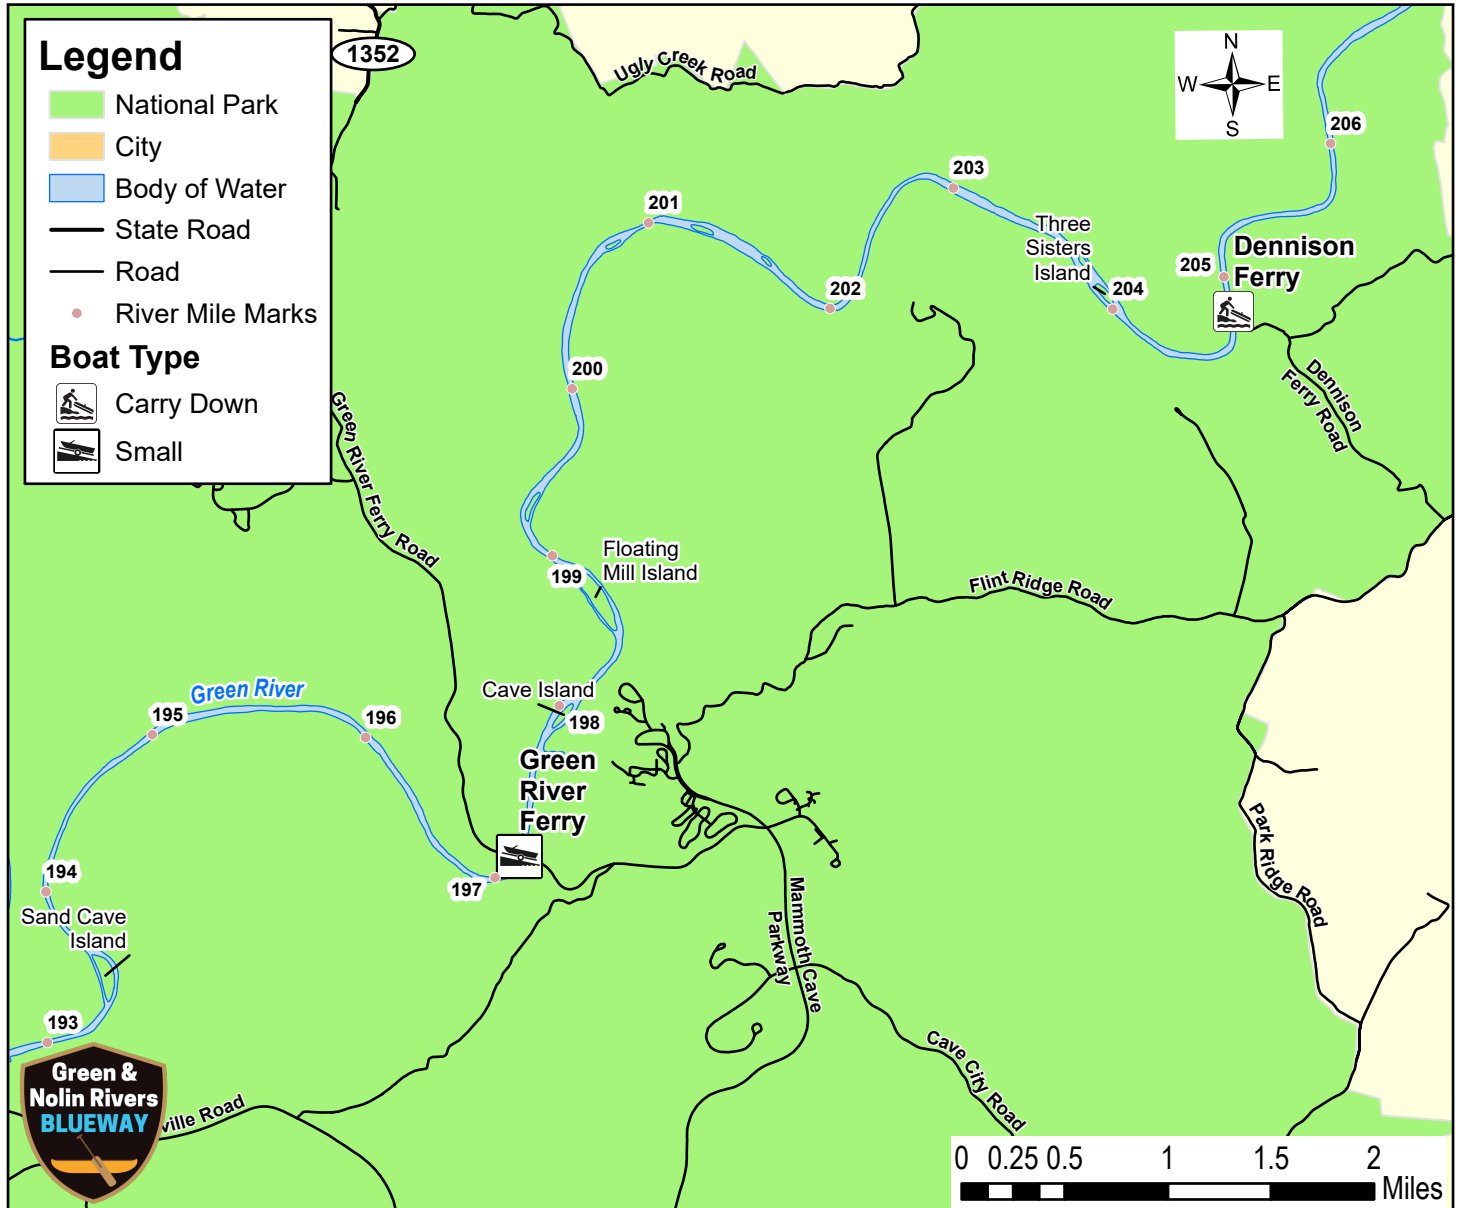 Legend
National Park
City
Body of Water
State Road
Road
River Mile Marks
Boat Type
Carry Down
Small
1352
Ugly Creek Road
N
W E
S
206
203
201
Three
Sisters
Island
Dennison
Ferry
205
204
202
200
Dennison
Ferry Road
Green River Ferry Road
Floating
Mill Island
199
Flint Ridge Road
Green River
Cave Island
195
196
198
Green
River
Ferry
197
194
Sand Cave
Island
Park Ridge Road
Mammoth Cave
Parkway
193
Cave City Road
Green &
Nolin Rivers
BLUEWAY
ville Road
0 0.25 0.5 1 1.5 2
Miles